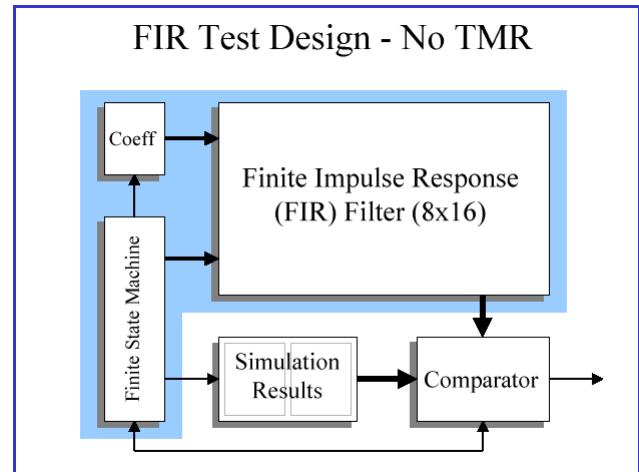 FIR Test Design - No TMR
Coeff
Finite Impulse Response
(FIR) Filter (8x16)
Finite State Machine
Simulation
Results
Comparator